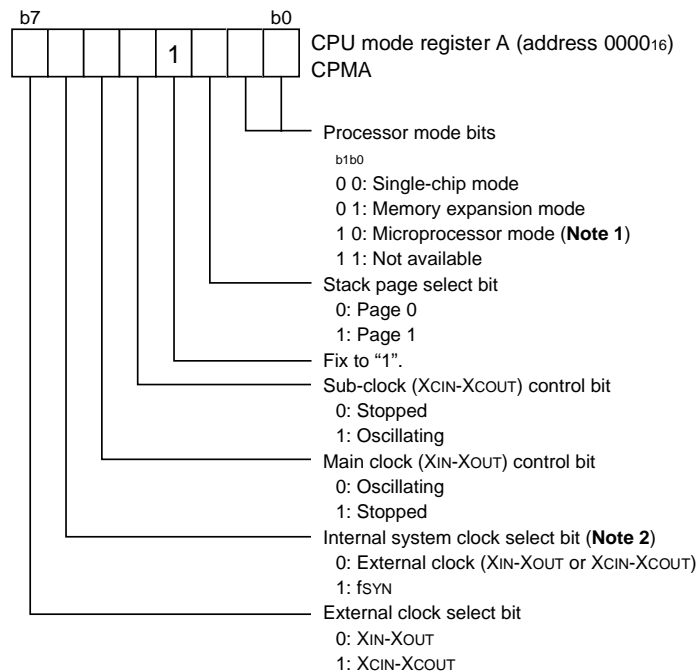 b7 b0
1
CPU mode register A (address 0000₁₆)
CPMA
Processor mode bits
b1b0
0 0: Single-chip mode
0 1: Memory expansion mode
1 0: Microprocessor mode (Note 1)
1 1: Not available
Stack page select bit
0: Page 0
1: Page 1
Fix to “1”.
Sub-clock (XCIN-XCOUT) control bit
0: Stopped
1: Oscillating
Main clock (XIN-XOUT) control bit
0: Oscillating
1: Stopped
Internal system clock select bit (Note 2)
0: External clock (XIN-XOUT or XCIN-XCOUT)
1: fSYN
External clock select bit
0: XIN-XOUT
1: XCIN-XCOUT